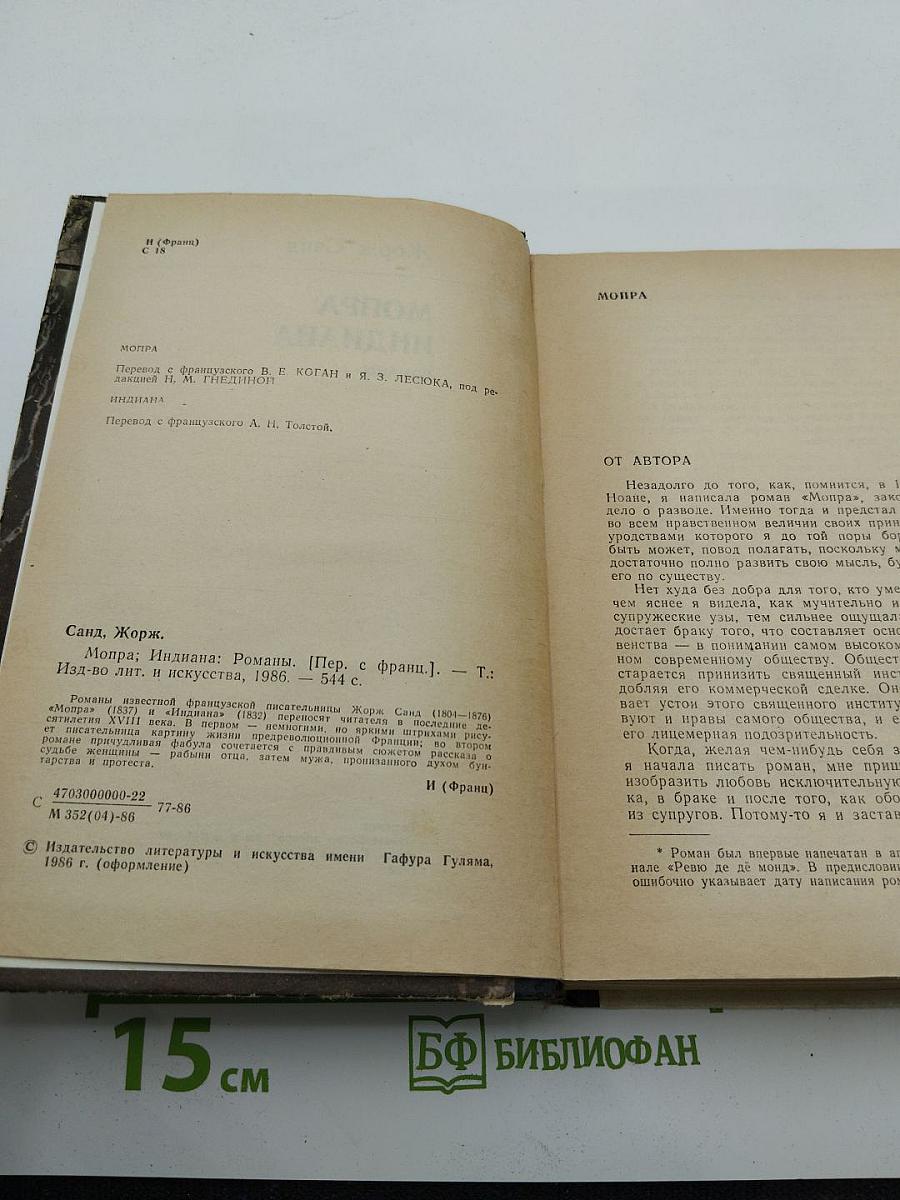 И (Франц)
С 18
МОПРА
Перевод с французского В. Е. КОГАН и Я. З. ЛЕСЮКА, под ре-
дакцией Н. М. ГНЕДИНОЙ
ИНДИАНА
Перевод с французского А. Н. Толстой.
Санд, Жорж.
Мопра; Индиана: Романы. [Пер. с франц.]. — Т.:
Изд-во лит. и искусства, 1986. — 544 с.
Романы известной французской писательницы Жорж Санд (1804—1876)
«Мопра» (1837) и «Индиана» (1832) переносят читателя в последние де-
сятилетия XVIII века. В первом — немногими, но яркими штрихами рису-
ет писательница картину жизни предреволюционной Франции; во втором
романе причудливая фабула сочетается с правдивым сюжетом рассказа о
судьбе женщины — рабыни отца, затем мужа, пронизанного духом бун-
тарства и протеста.
И (Франц)
С 4703000000-22
М 352(04)-86 77-86
© Издательство литературы и искусства имени Гафура Гуляма,
1986 г. (оформление)
МОПРА
ОТ АВТОРА
Незадолго до того, как, помнится, в 1
Ноане, я написала роман «Мопра», зако
дело о разводе. Именно тогда и предстал
во всем нравственном величии своих прин
уродствами которого я до той поры бор
быть может, повод полагать, поскольку м
достаточно полно развить свою мысль, бу
его по существу.
Нет худа без добра для того, кто уме
чем яснее я видела, как мучительно и
супружеские узы, тем сильнее ощущал
достает браку того, что составляет осно
венства — в понимании самом высоком
ном современному обществу. Обществ
старается принизить священный инст
добляя его коммерческой сделке. Он
вает устои этого священного институ
вуют и нравы самого общества, и е
его лицемерная подозрительность.
Когда, желая чем-нибудь себя з
я начала писать роман, мне приш
изобразить любовь исключительную
ка, в браке и после того, как обо
из супругов. Потому-то я и застав
* Роман был впервые напечатан в ап
нале «Ревю де дё монд». В предислови
ошибочно указывает дату написания ром
15 см
БФ БИБЛИОФАН